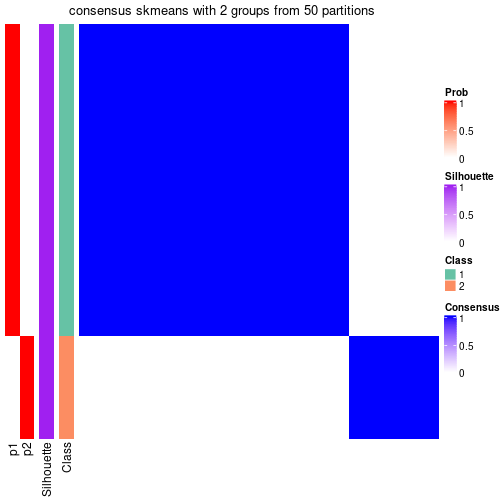 consensus skmeans with 2 groups from 50 partitions
Prob
1
0.5
0
Silhouette
1
0.5
0
Class
1
2
Consensus
1
0.5
0
p1
p2
Silhouette
Class